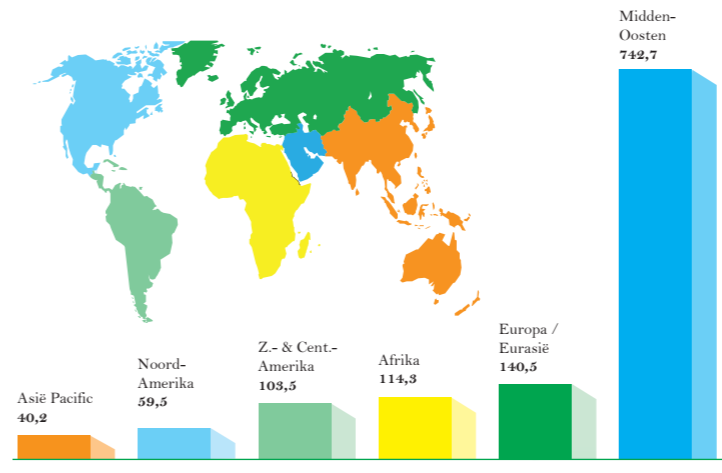 Asië Pacific
40,2
Noord-
Amerika
59,5
Z.- & Cent.-
Amerika
103,5
Afrika
114,3
Europa /
Eurasië
140,5
Midden-
Oosten
742,7